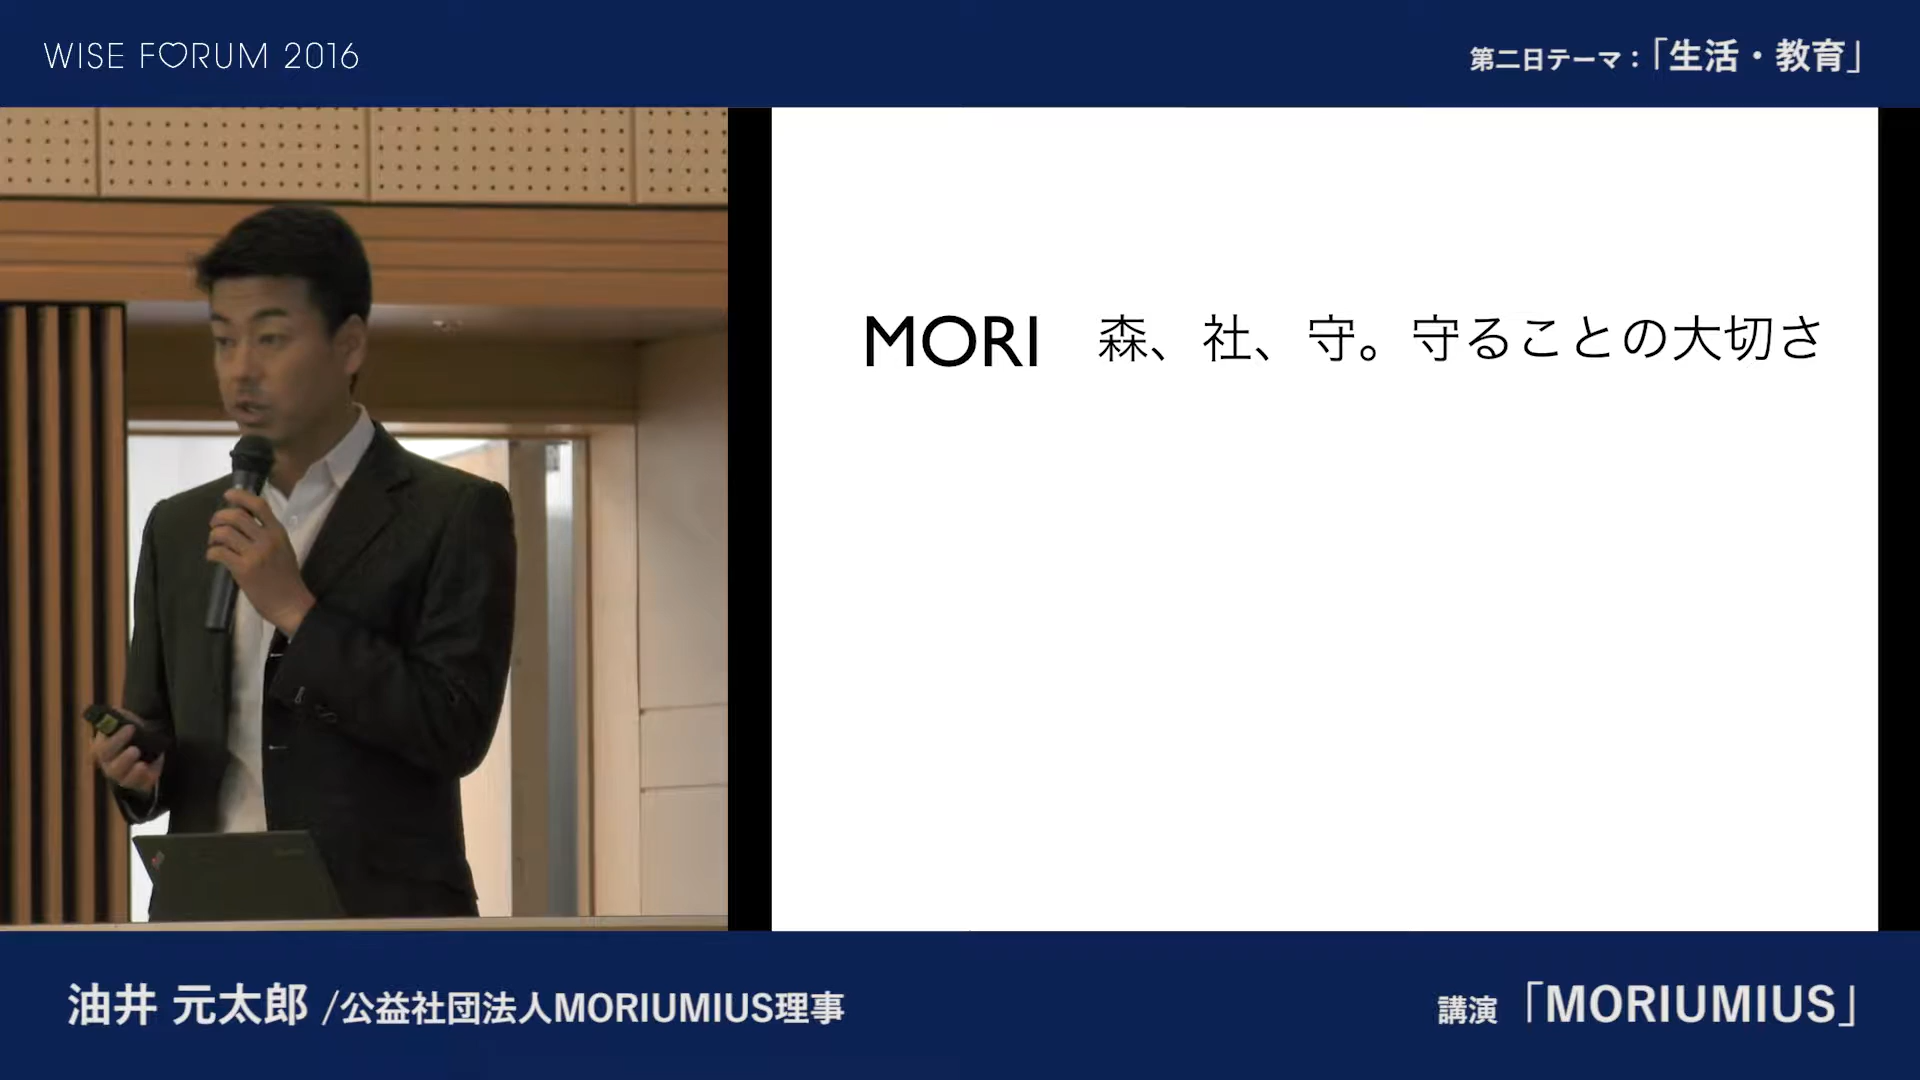 WISE FORUM 2016
第二日テーマ：「生活・教育」
MORI 森、社、守。守ることの大切さ
油井 元太郎 /公益社団法人MORIUMIUS理事
講演「MORIUMIUS」